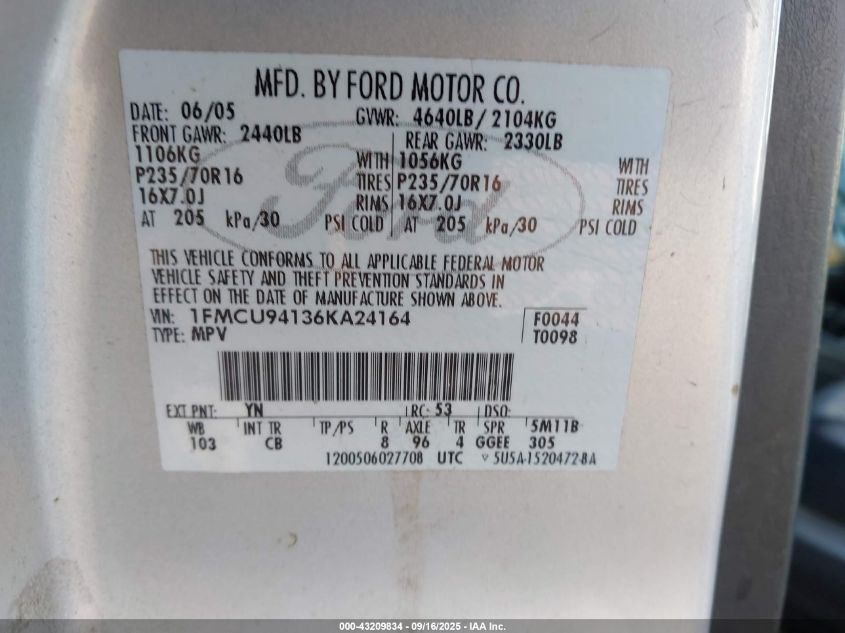 MFD. BY FORD MOTOR CO.
DATE: 06/05 GVWR: 4640LB/ 2104KG
FRONT GAWR: 2440LB REAR GAWR: 2330LB
1106KG WITH 1056KG WITH
P235/70R16 TIRES P235/70R16 TIRES
16X7.0J RIMS 16X7.0J RIMS
AT 205 kPa/30 PSI COLD AT 205 kPa/30 PSI COLD
Ford
THIS VEHICLE CONFORMS TO ALL APPLICABLE FEDERAL MOTOR
VEHICLE SAFETY AND THEFT PREVENTION STANDARDS IN
EFFECT ON THE DATE OF MANUFACTURE SHOWN ABOVE.
VIN: 1FMCU94136KA24164 F0044
TYPE: MPV T0098
EXT PNT: YN RC: 53 DSO:
WB INT TR TP/PS R AXLE TR SPR 5M11B
103 CB 8 96 4 GGEE 305
1200506027708 UTC 5U5A-1520472-BA
000-43209834 - 09/16/2025 - IAA Inc.